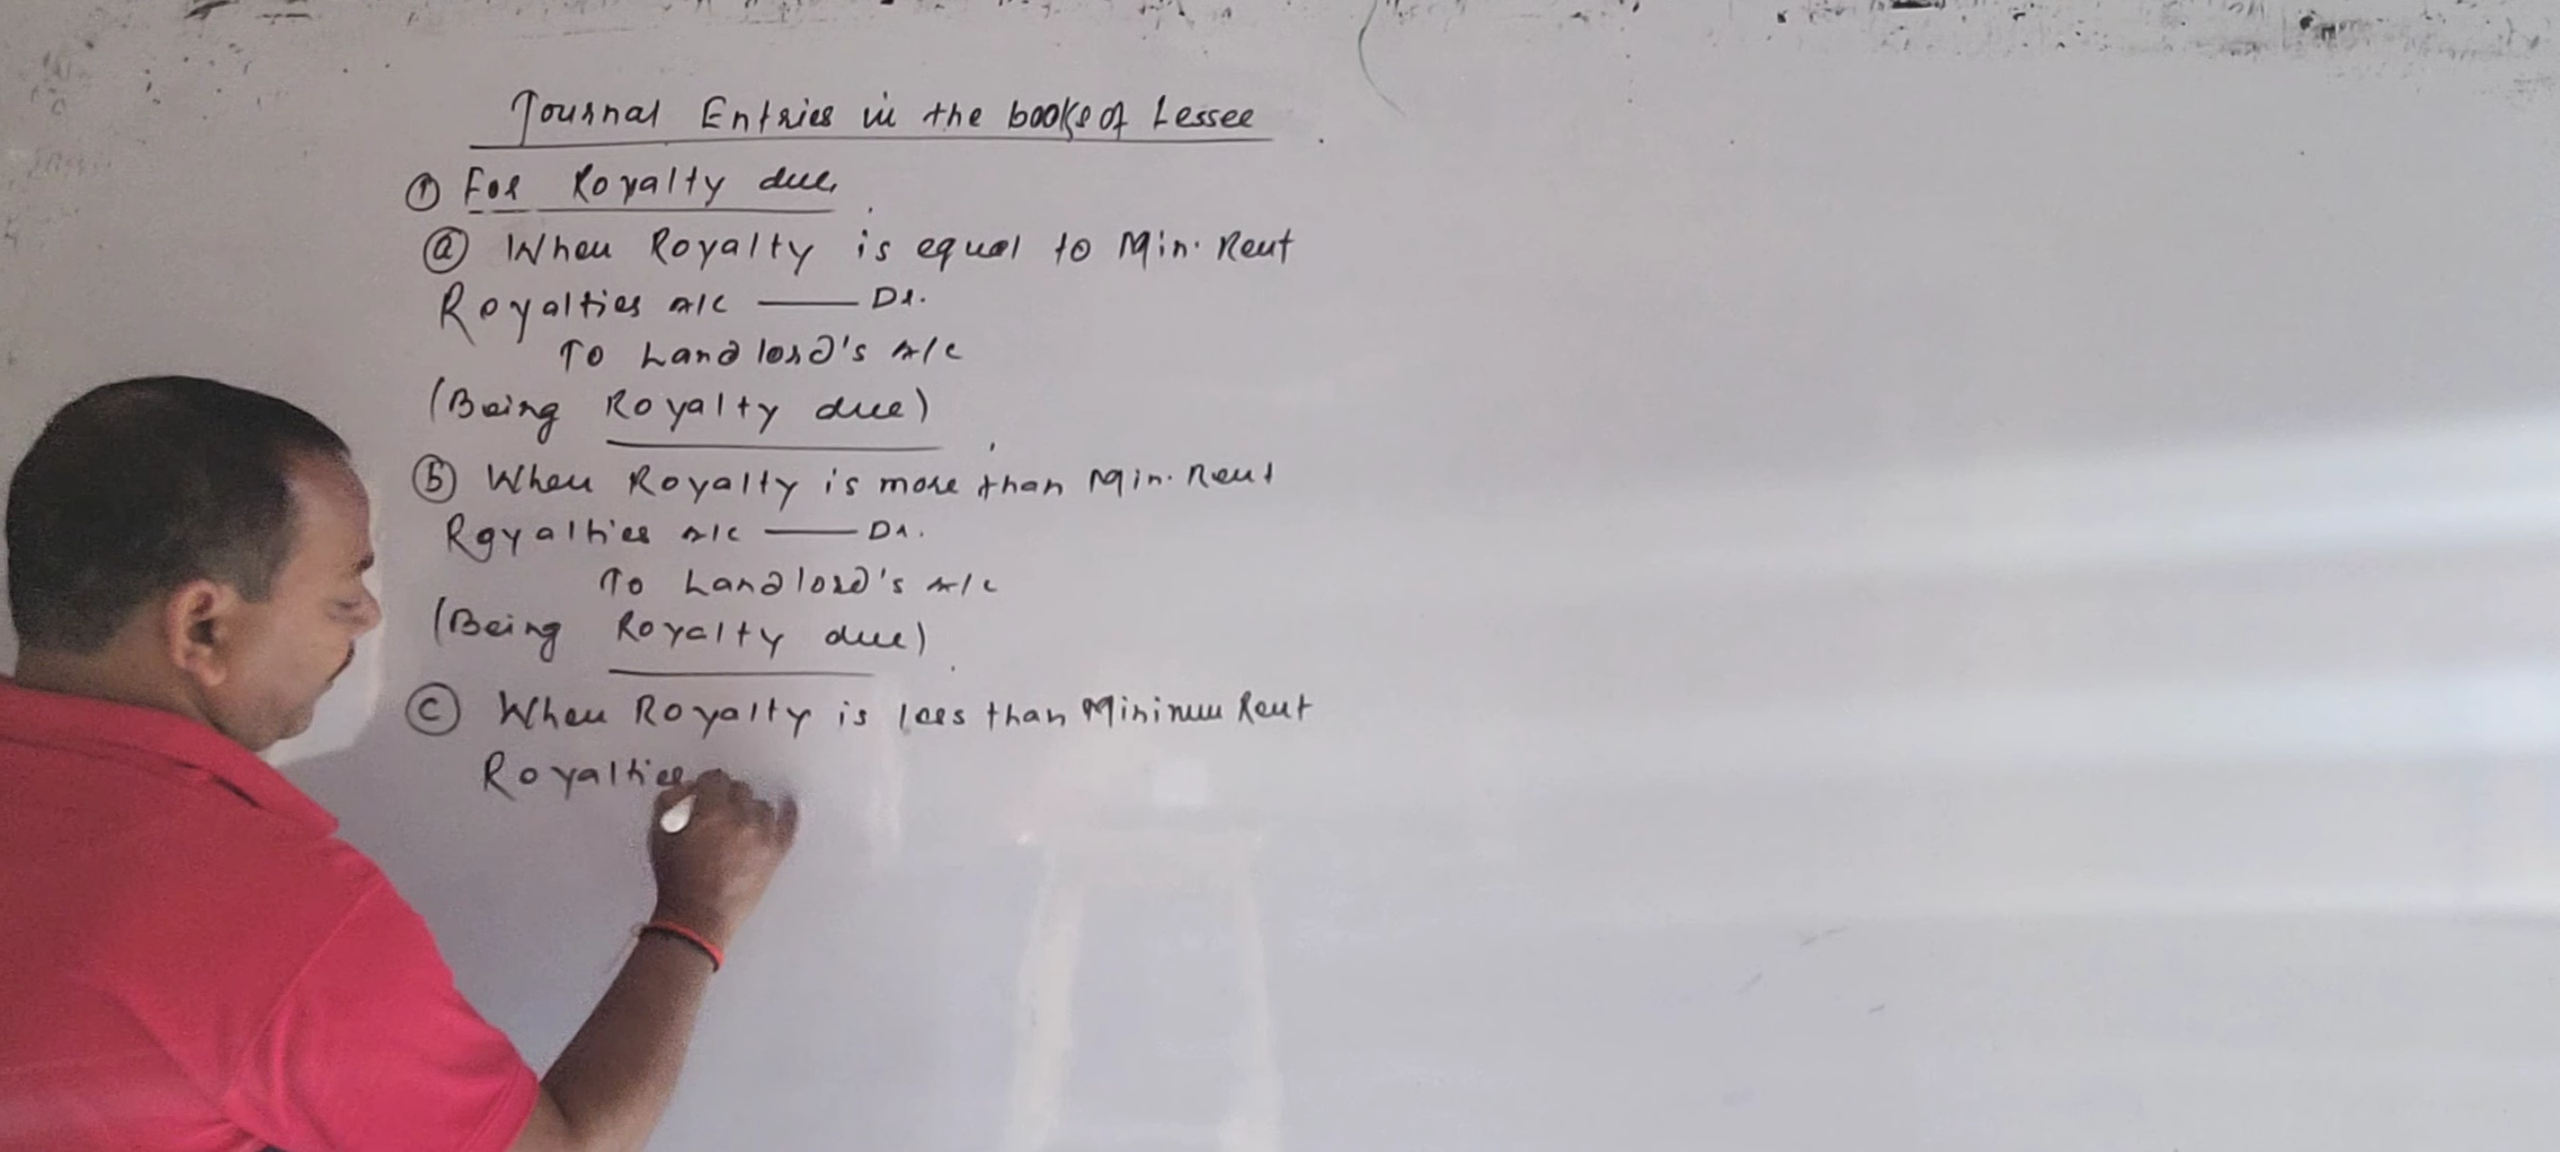 Journal Entries in the books of Lessee
① For Royalty due
ⓐ When Royalty is equal to Min. Rent
Royalties A/C —— Dr.
To Landlord's A/c
(Being Royalty due)
ⓑ When Royalty is more than Min. Rent
Royalties A/C —— Dr.
To Landlord's A/c
(Being Royalty due)
ⓒ When Royalty is less than Minimum Rent
Royalties